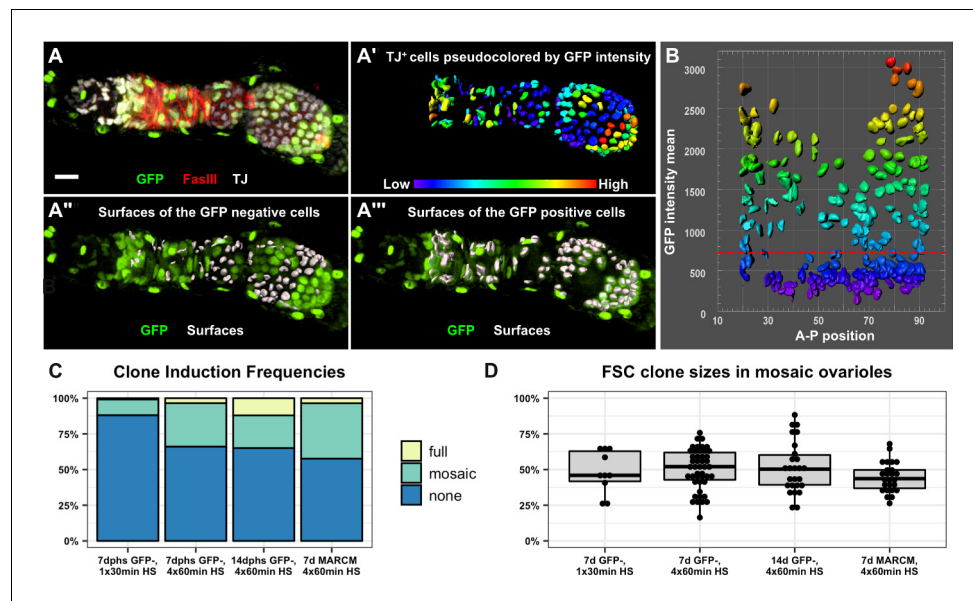 A
GFP FasIII TJ
A' TJ+ cells pseudocolored by GFP intensity
Low High
A'' Surfaces of the GFP negative cells
GFP Surfaces
A''' Surfaces of the GFP positive cells
GFP Surfaces
B
GFP intensity mean
3000
2500
2000
1500
1000
500
0
10 30 50 70 90
A-P position
C Clone Induction Frequencies
100%
75%
50%
25%
0%
7dphs GFP-, 7dphs GFP-, 14dphs GFP-, 7d MARCM
1x30min HS 4x60min HS 4x60min HS 4x60min HS
full
mosaic
none
D FSC clone sizes in mosaic ovarioles
100%
75%
50%
25%
0%
7d GFP-, 7d GFP-, 14d GFP-, 7d MARCM,
1x30min HS 4x60min HS 4x60min HS 4x60min HS